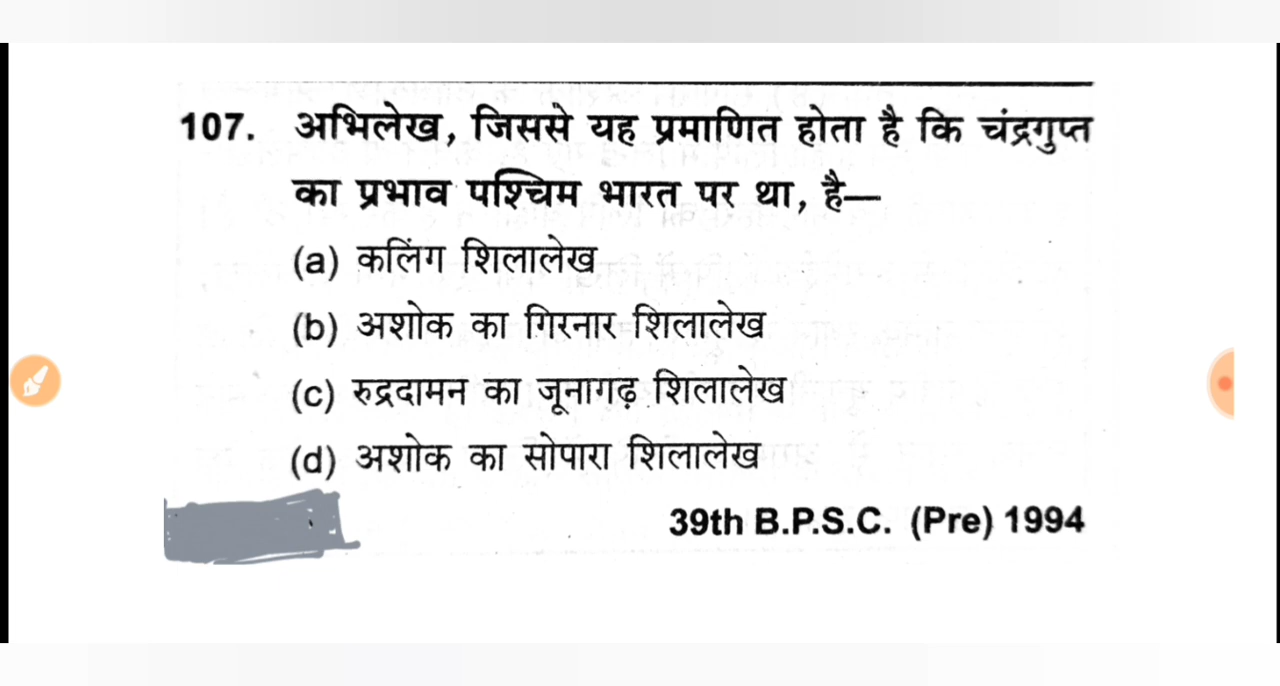 107. अभिलेख, जिससे यह प्रमाणित होता है कि चंद्रगुप्त
का प्रभाव पश्चिम भारत पर था, है—
(a) कलिंग शिलालेख
(b) अशोक का गिरनार शिलालेख
(c) रुद्रदामन का जूनागढ़ शिलालेख
(d) अशोक का सोपारा शिलालेख
39th B.P.S.C. (Pre) 1994